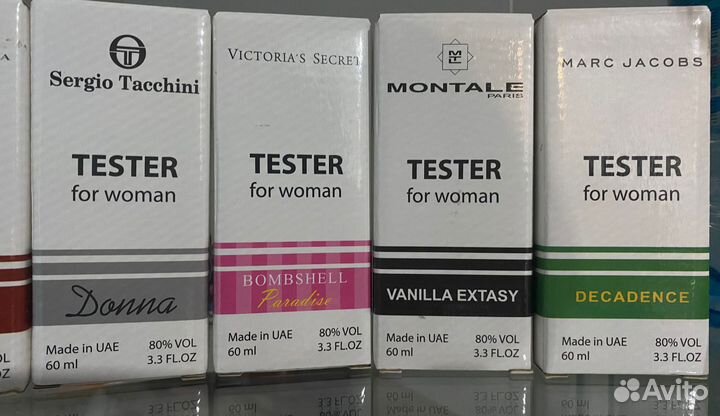 Sergio Tacchini
TESTER
for woman
Donna
Made in UAE 80% VOL
60 ml 3.3 FL.OZ
VICTORIA'S SECRET
TESTER
for woman
BOMBSHELL
Paradise
Made in UAE 80% VOL
60 ml 3.3 FL.OZ
MONTALE
PARIS
TESTER
for woman
VANILLA EXTASY
Made in UAE 80% VOL
60 ml 3.3 FL.OZ
MARC JACOBS
TESTER
for woman
DECADENCE
Made in UAE 80% VOL
60 ml 3.3 FL.OZ
A
OL
OZ
Avito